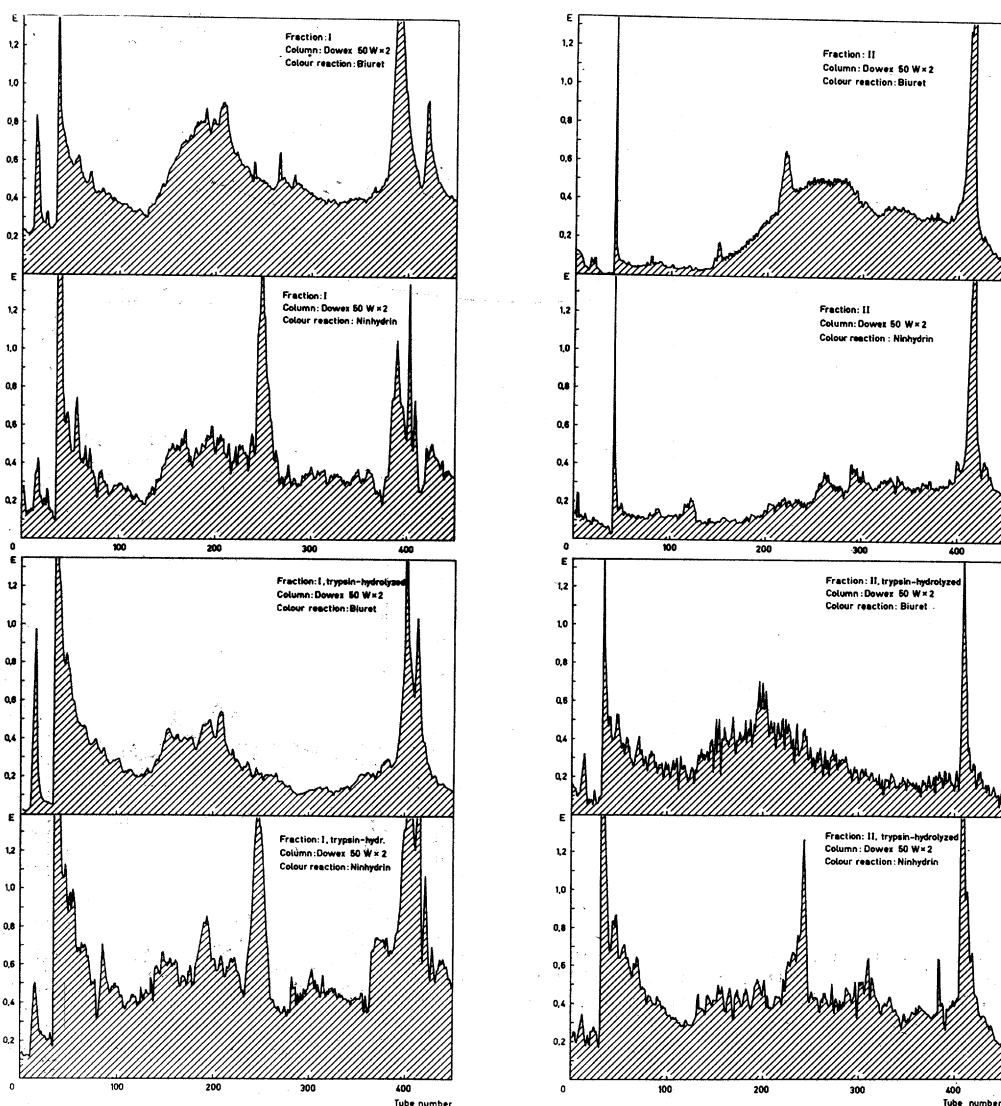 E
1,2
1,0
0,8
0,6
0,4
0,2
Fraction: I
Column: Dowex 50 W×2
Colour reaction: Biuret
E
1,2
1,0
0,8
0,6
0,4
0,2
Fraction: I
Column: Dowex 50 W×2
Colour reaction: Ninhydrin
0 100 200 300 400
E
1,2
1,0
0,8
0,6
0,4
0,2
Fraction: I, trypsin-hydrolyzed
Column: Dowex 50 W×2
Colour reaction: Biuret
E
1,2
1,0
0,8
0,6
0,4
0,2
Fraction: I, trypsin-hydr.
Column: Dowex 50 W×2
Colour reaction: Ninhydrin
0 100 200 300 400
Tube number
E
1,2
1,0
0,8
0,6
0,4
0,2
Fraction: II
Column: Dowex 50 W×2
Colour reaction: Biuret
E
1,2
1,0
0,8
0,6
0,4
0,2
Fraction: II
Column: Dowex 50 W×2
Colour reaction: Ninhydrin
0 100 200 300 400
E
1,2
1,0
0,8
0,6
0,4
0,2
Fraction: II, trypsin-hydrolyzed
Column: Dowex 50 W×2
Colour reaction: Biuret
E
1,2
1,0
0,8
0,6
0,4
0,2
Fraction: II, trypsin-hydrolyzed
Column: Dowex 50 W×2
Colour reaction: Ninhydrin
0 100 200 300 400
Tube number